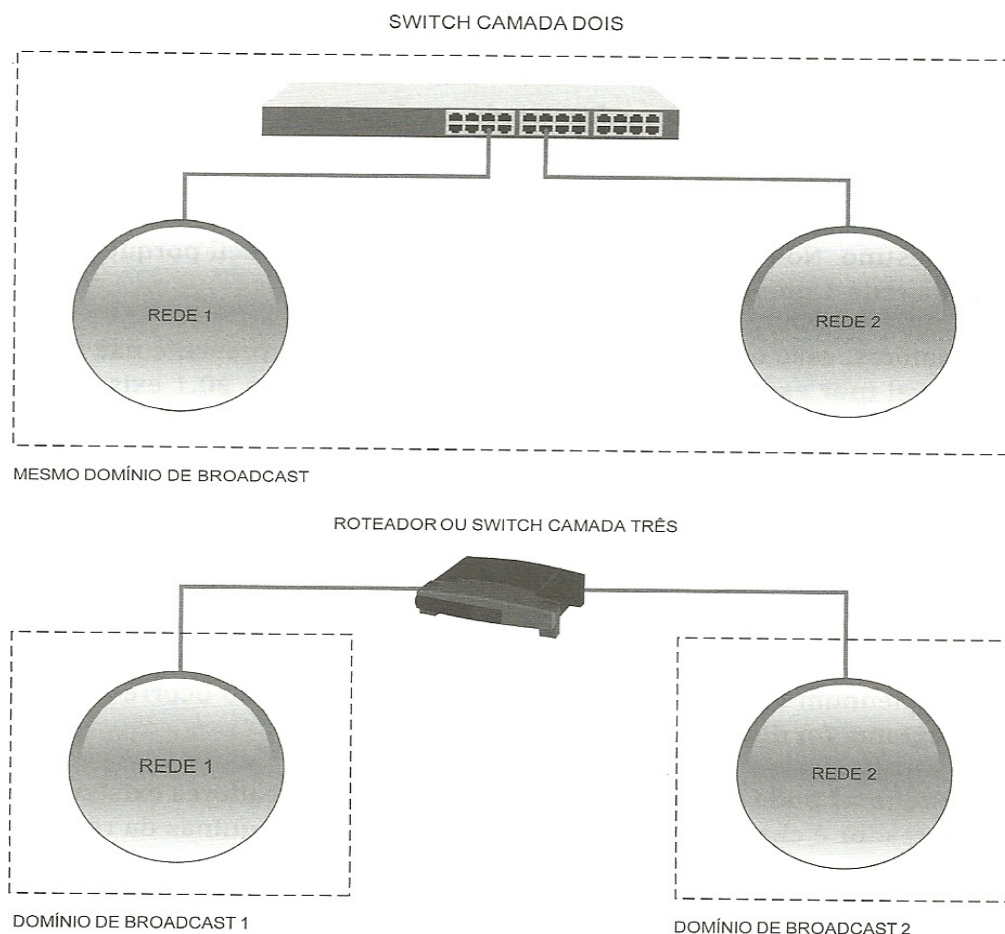 SWITCH CAMADA DOIS
REDE 1
REDE 2
MESMO DOMÍNIO DE BROADCAST
ROTEADOR OU SWITCH CAMADA TRÊS
REDE 1
REDE 2
DOMÍNIO DE BROADCAST 1
DOMÍNIO DE BROADCAST 2